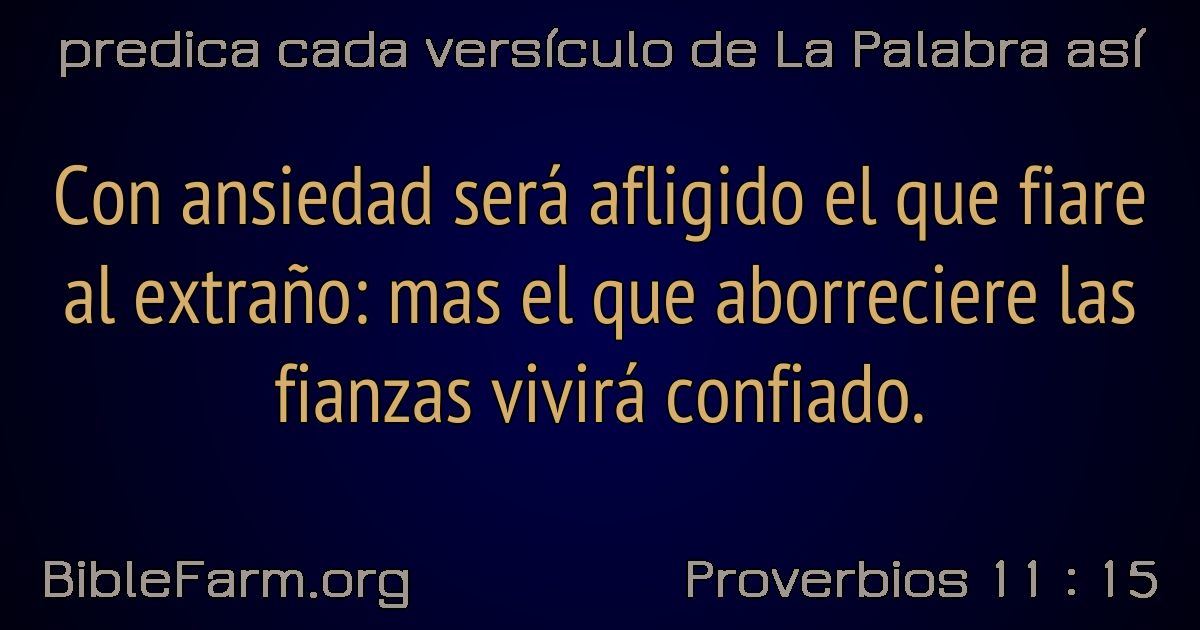 predica cada versículo de La Palabra así
Con ansiedad será afligido el que fiare
al extraño: mas el que aborreciere las
fianzas vivirá confiado.
BibleFarm.org
Proverbios 11 : 15